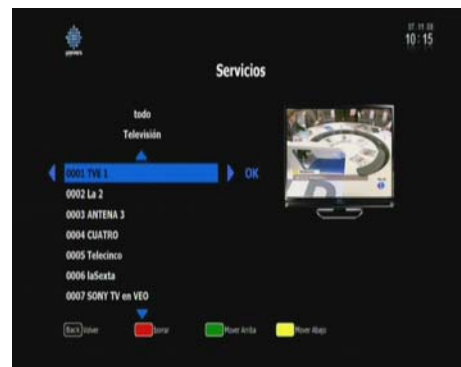 10:15
Servicios
todo
Televisión
0001 TVE 1
OK
0002 La 2
0003 ANTENA 3
0004 CUATRO
0005 Telecinco
0006 laSexta
0007 SONY TV en VEO
Back Volver
borrar
Mover Arriba
Mover Abajo